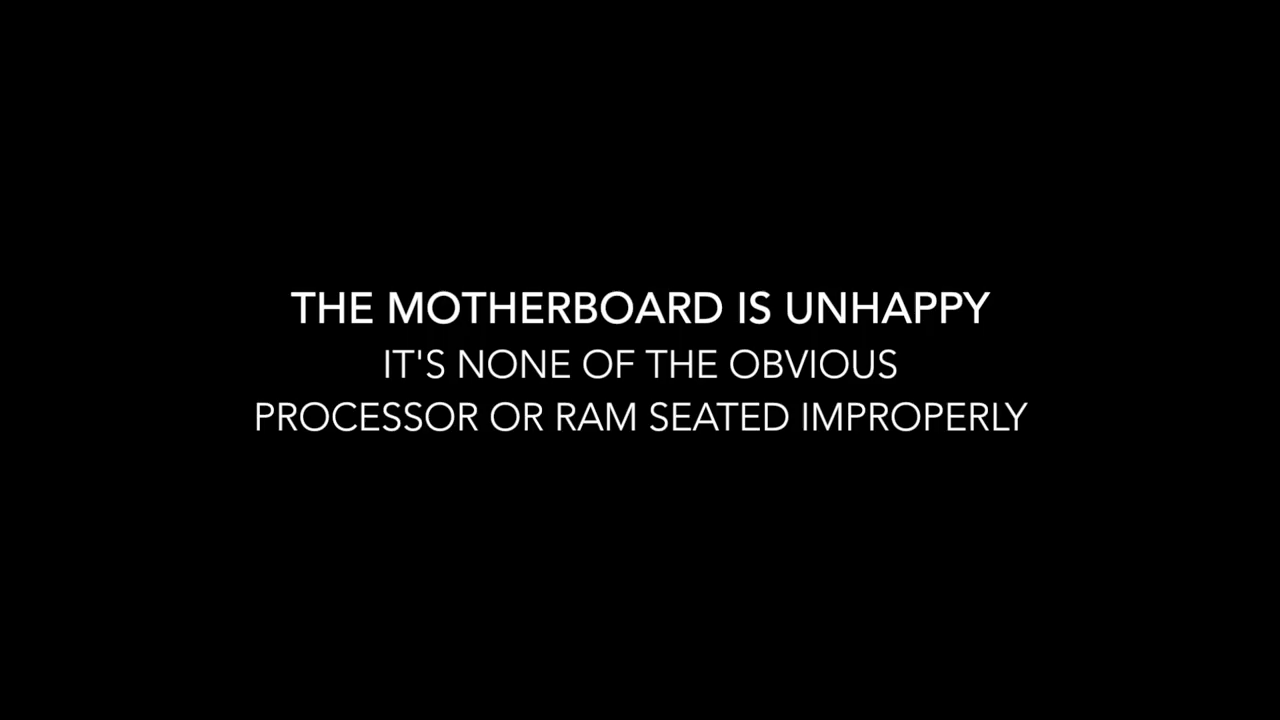 THE MOTHERBOARD IS UNHAPPY
IT'S NONE OF THE OBVIOUS
PROCESSOR OR RAM SEATED IMPROPERLY